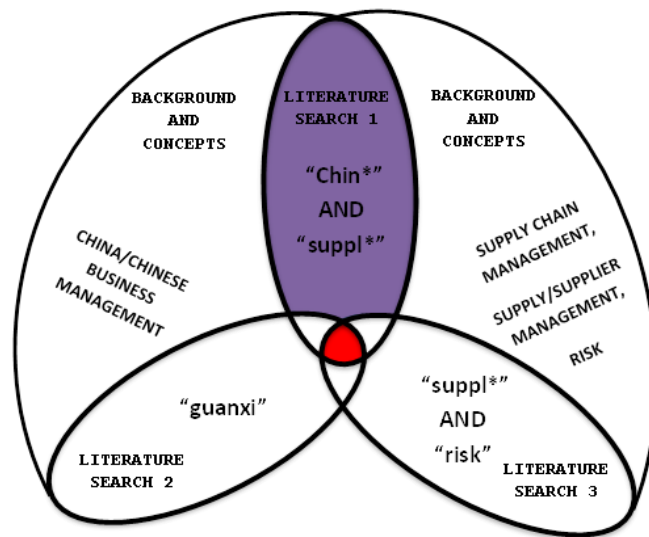 BACKGROUND
AND
CONCEPTS
LITERATURE
SEARCH 1
BACKGROUND
AND
CONCEPTS
“Chin*”
AND
“suppl*”
CHINA/CHINESE
BUSINESS
MANAGEMENT
SUPPLY CHAIN
MANAGEMENT,
SUPPLY/SUPPLIER
MANAGEMENT,
RISK
“guanxi”
LITERATURE
SEARCH 2
“suppl*”
AND
“risk”
LITERATURE
SEARCH 3